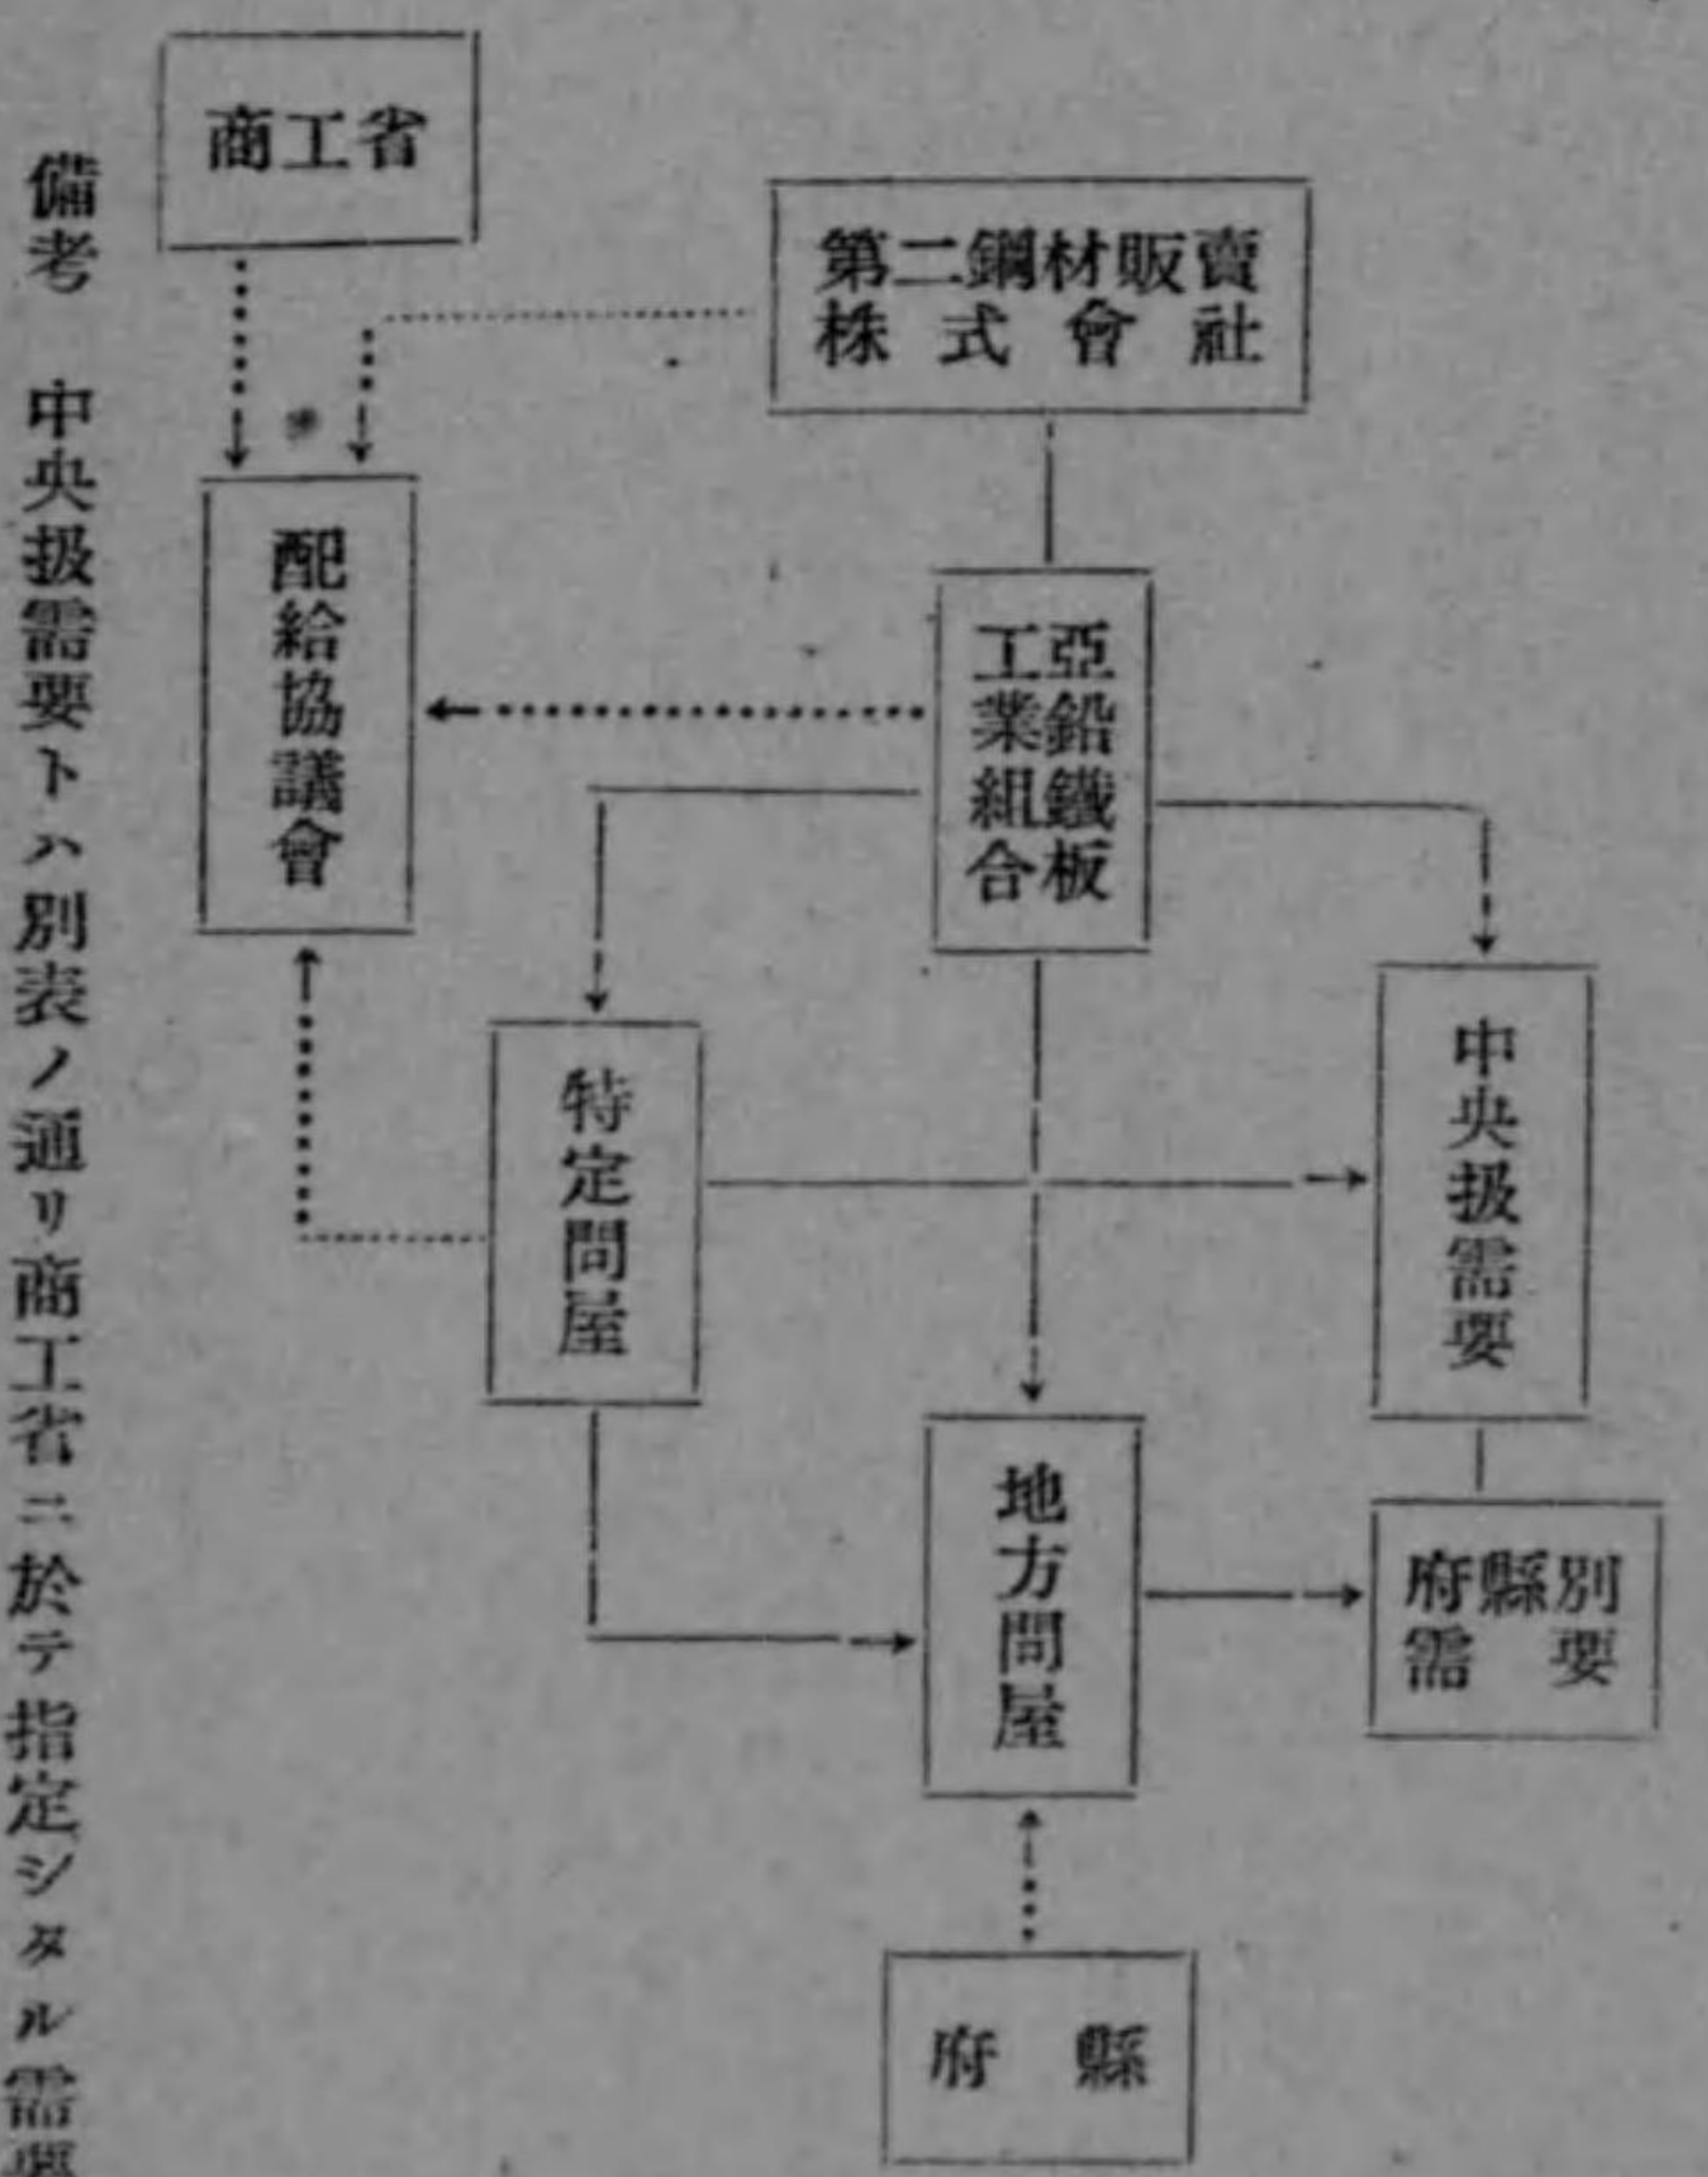 商工省
第二鋼材販賣
株式會社
配給協議會
亞鉛鐵板
工業組合
特定問屋
中央扱需要
地方問屋
府縣別
需要
府縣
備考 中央扱需要トハ別表ノ通リ商工省ニ於テ指定シタル需要